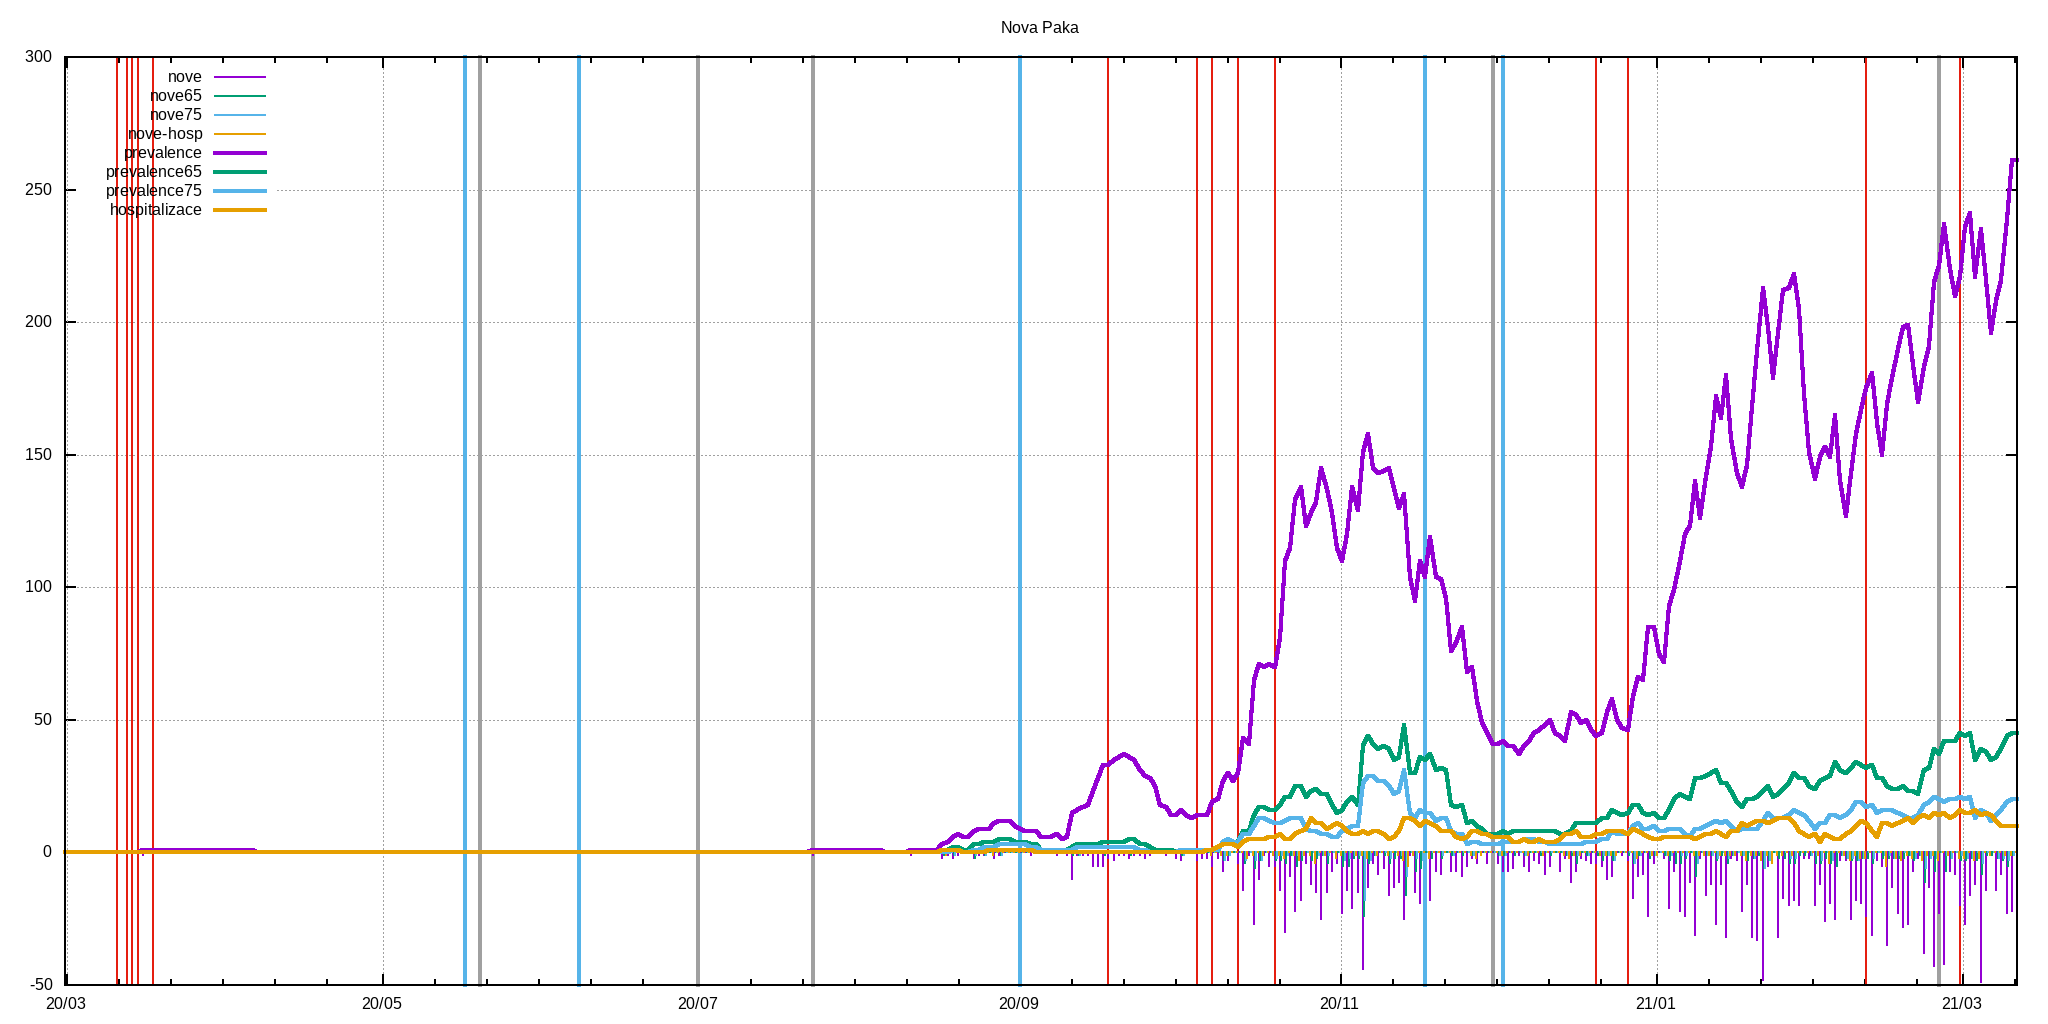 Nova Paka
300
nove
nove65
nove75
nove-hosp
prevalence
prevalence65
prevalence75
hospitalizace
250
200
150
100
50
0
-50
20/03 20/05 20/07 20/09 20/11 21/01 21/03